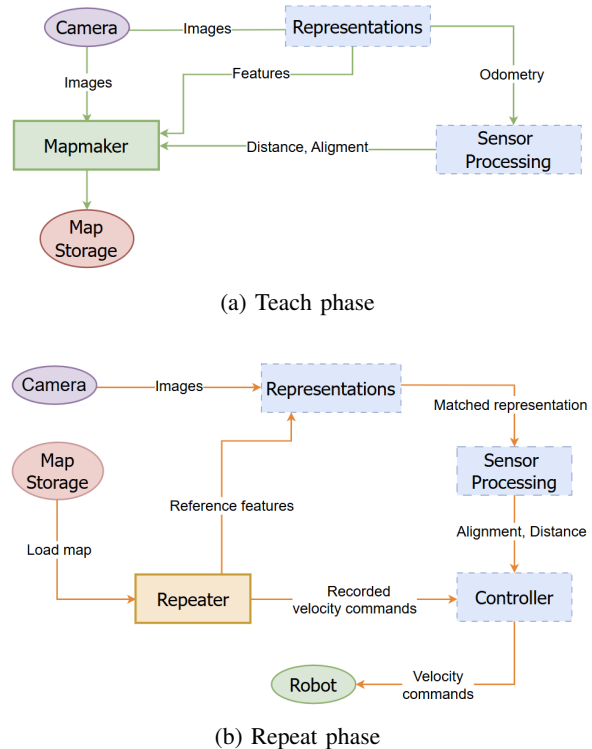 Camera
Images
Representations
Images
Features
Odometry
Mapmaker
Distance, Aligment
Sensor
Processing
Map
Storage
(a) Teach phase
Camera
Images
Representations
Matched representation
Map
Storage
Sensor
Processing
Reference features
Load map
Alignment, Distance
Repeater
Recorded
velocity commands
Controller
Robot
Velocity
commands
(b) Repeat phase